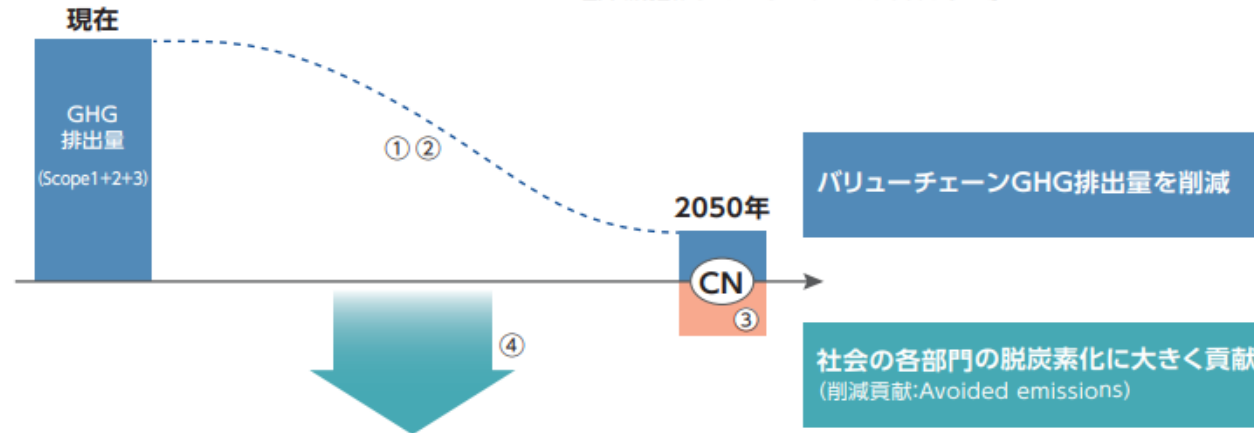 現在
GHG
排出量
(Scope1+2+3)
①②
2050年
CN
③
④
バリューチェーンGHG排出量を削減
社会の各部門の脱炭素化に大きく貢献
(削減貢献:Avoided emissions)